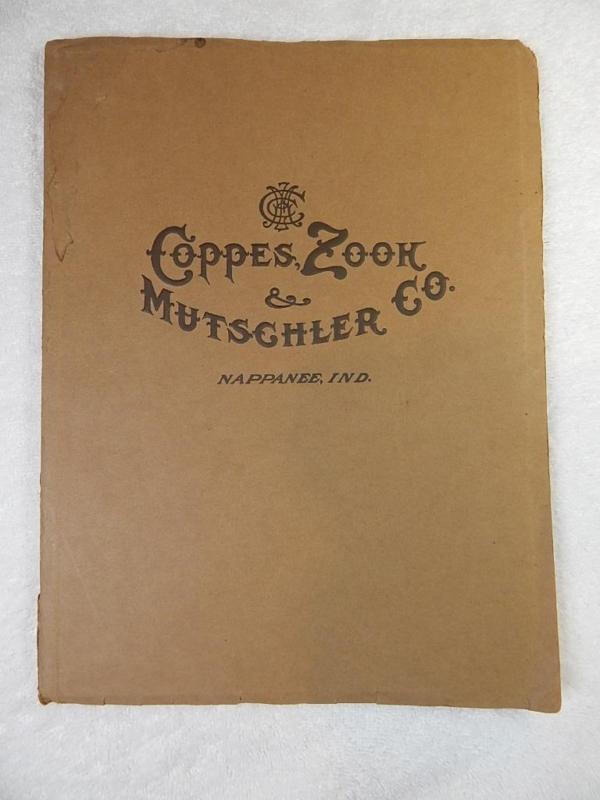 COPPES, ZOOK
&
MUTSCHLER CO.
NAPPANEE, IND.